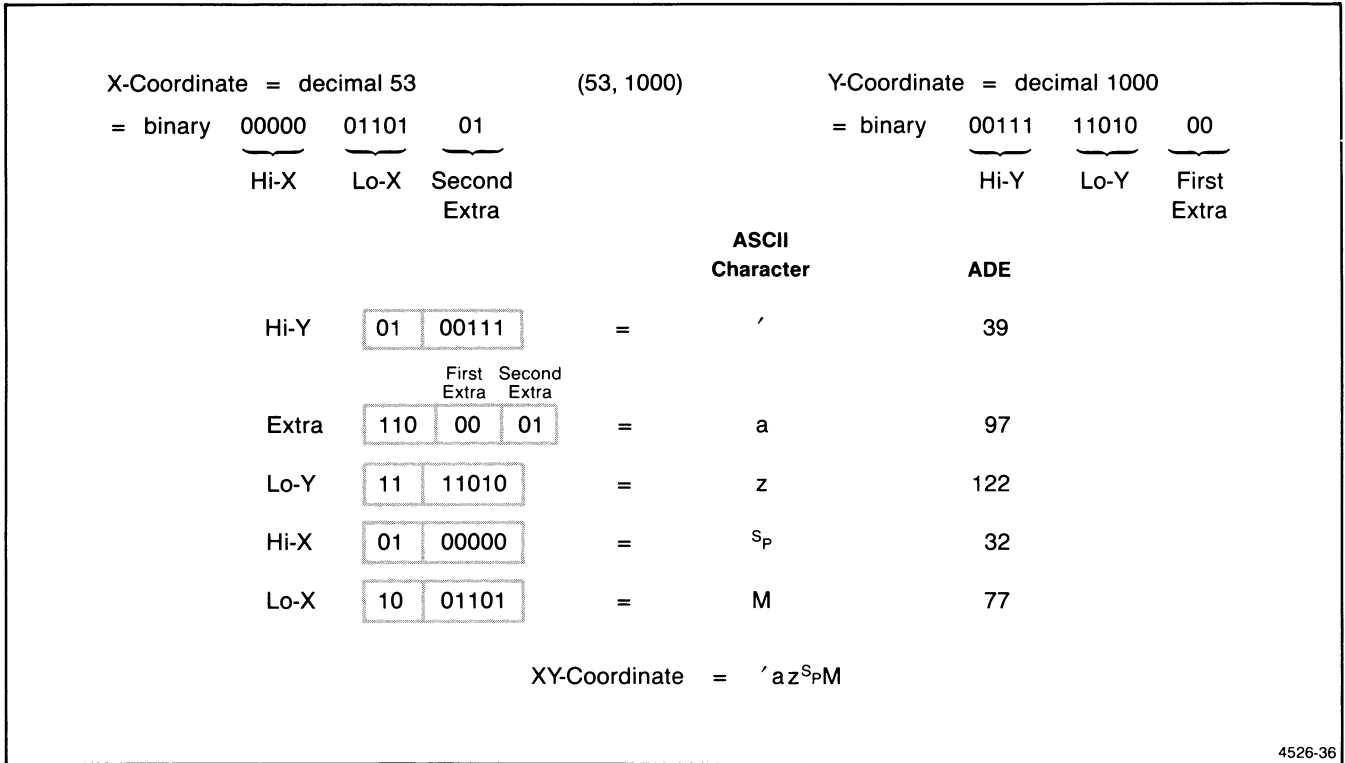 X-Coordinate = decimal 53 (53, 1000) Y-Coordinate = decimal 1000
= binary 00000 01101 01 = binary 00111 11010 00
Hi-X Lo-X Second Extra Hi-Y Lo-Y First Extra
ASCII Character ADE
Hi-Y 01 00111 = ′ 39
First Extra Second Extra
Extra 110 00 01 = a 97
Lo-Y 11 11010 = z 122
Hi-X 01 00000 = SP 32
Lo-X 10 01101 = M 77
XY-Coordinate = ′azSPM
4526-36